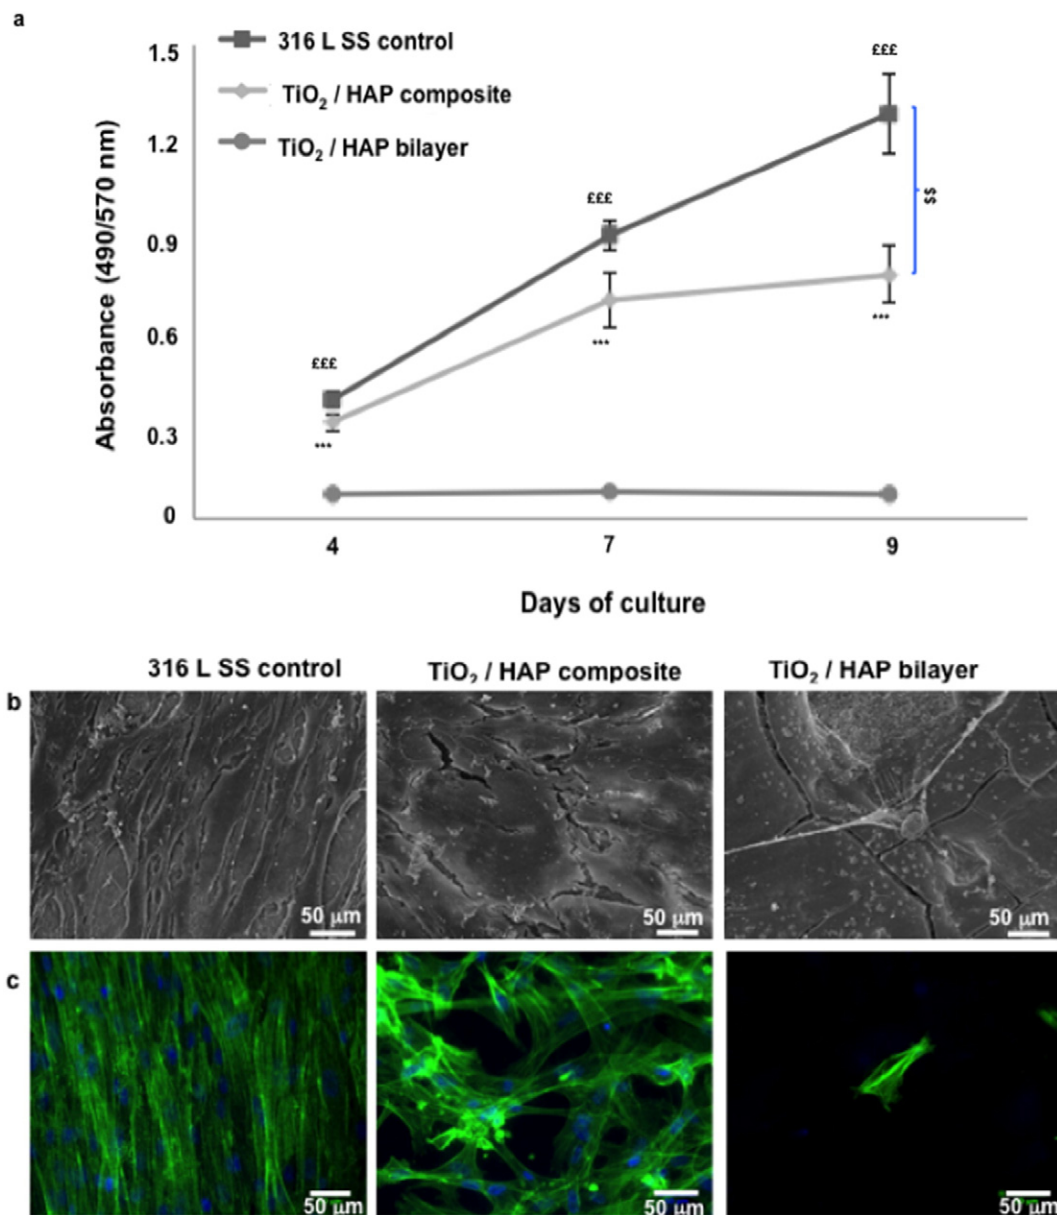 a
316 L SS control
TiO₂ / HAP composite
TiO₂ / HAP bilayer
Absorbance (490/570 nm)
1.5
1.2
0.9
0.6
0.3
0
£££
£££
£££
$$
***
***
***
4 7 9
Days of culture
316 L SS control TiO₂ / HAP composite TiO₂ / HAP bilayer
b
50 µm 50 µm 50 µm
c
50 µm 50 µm 50 µm